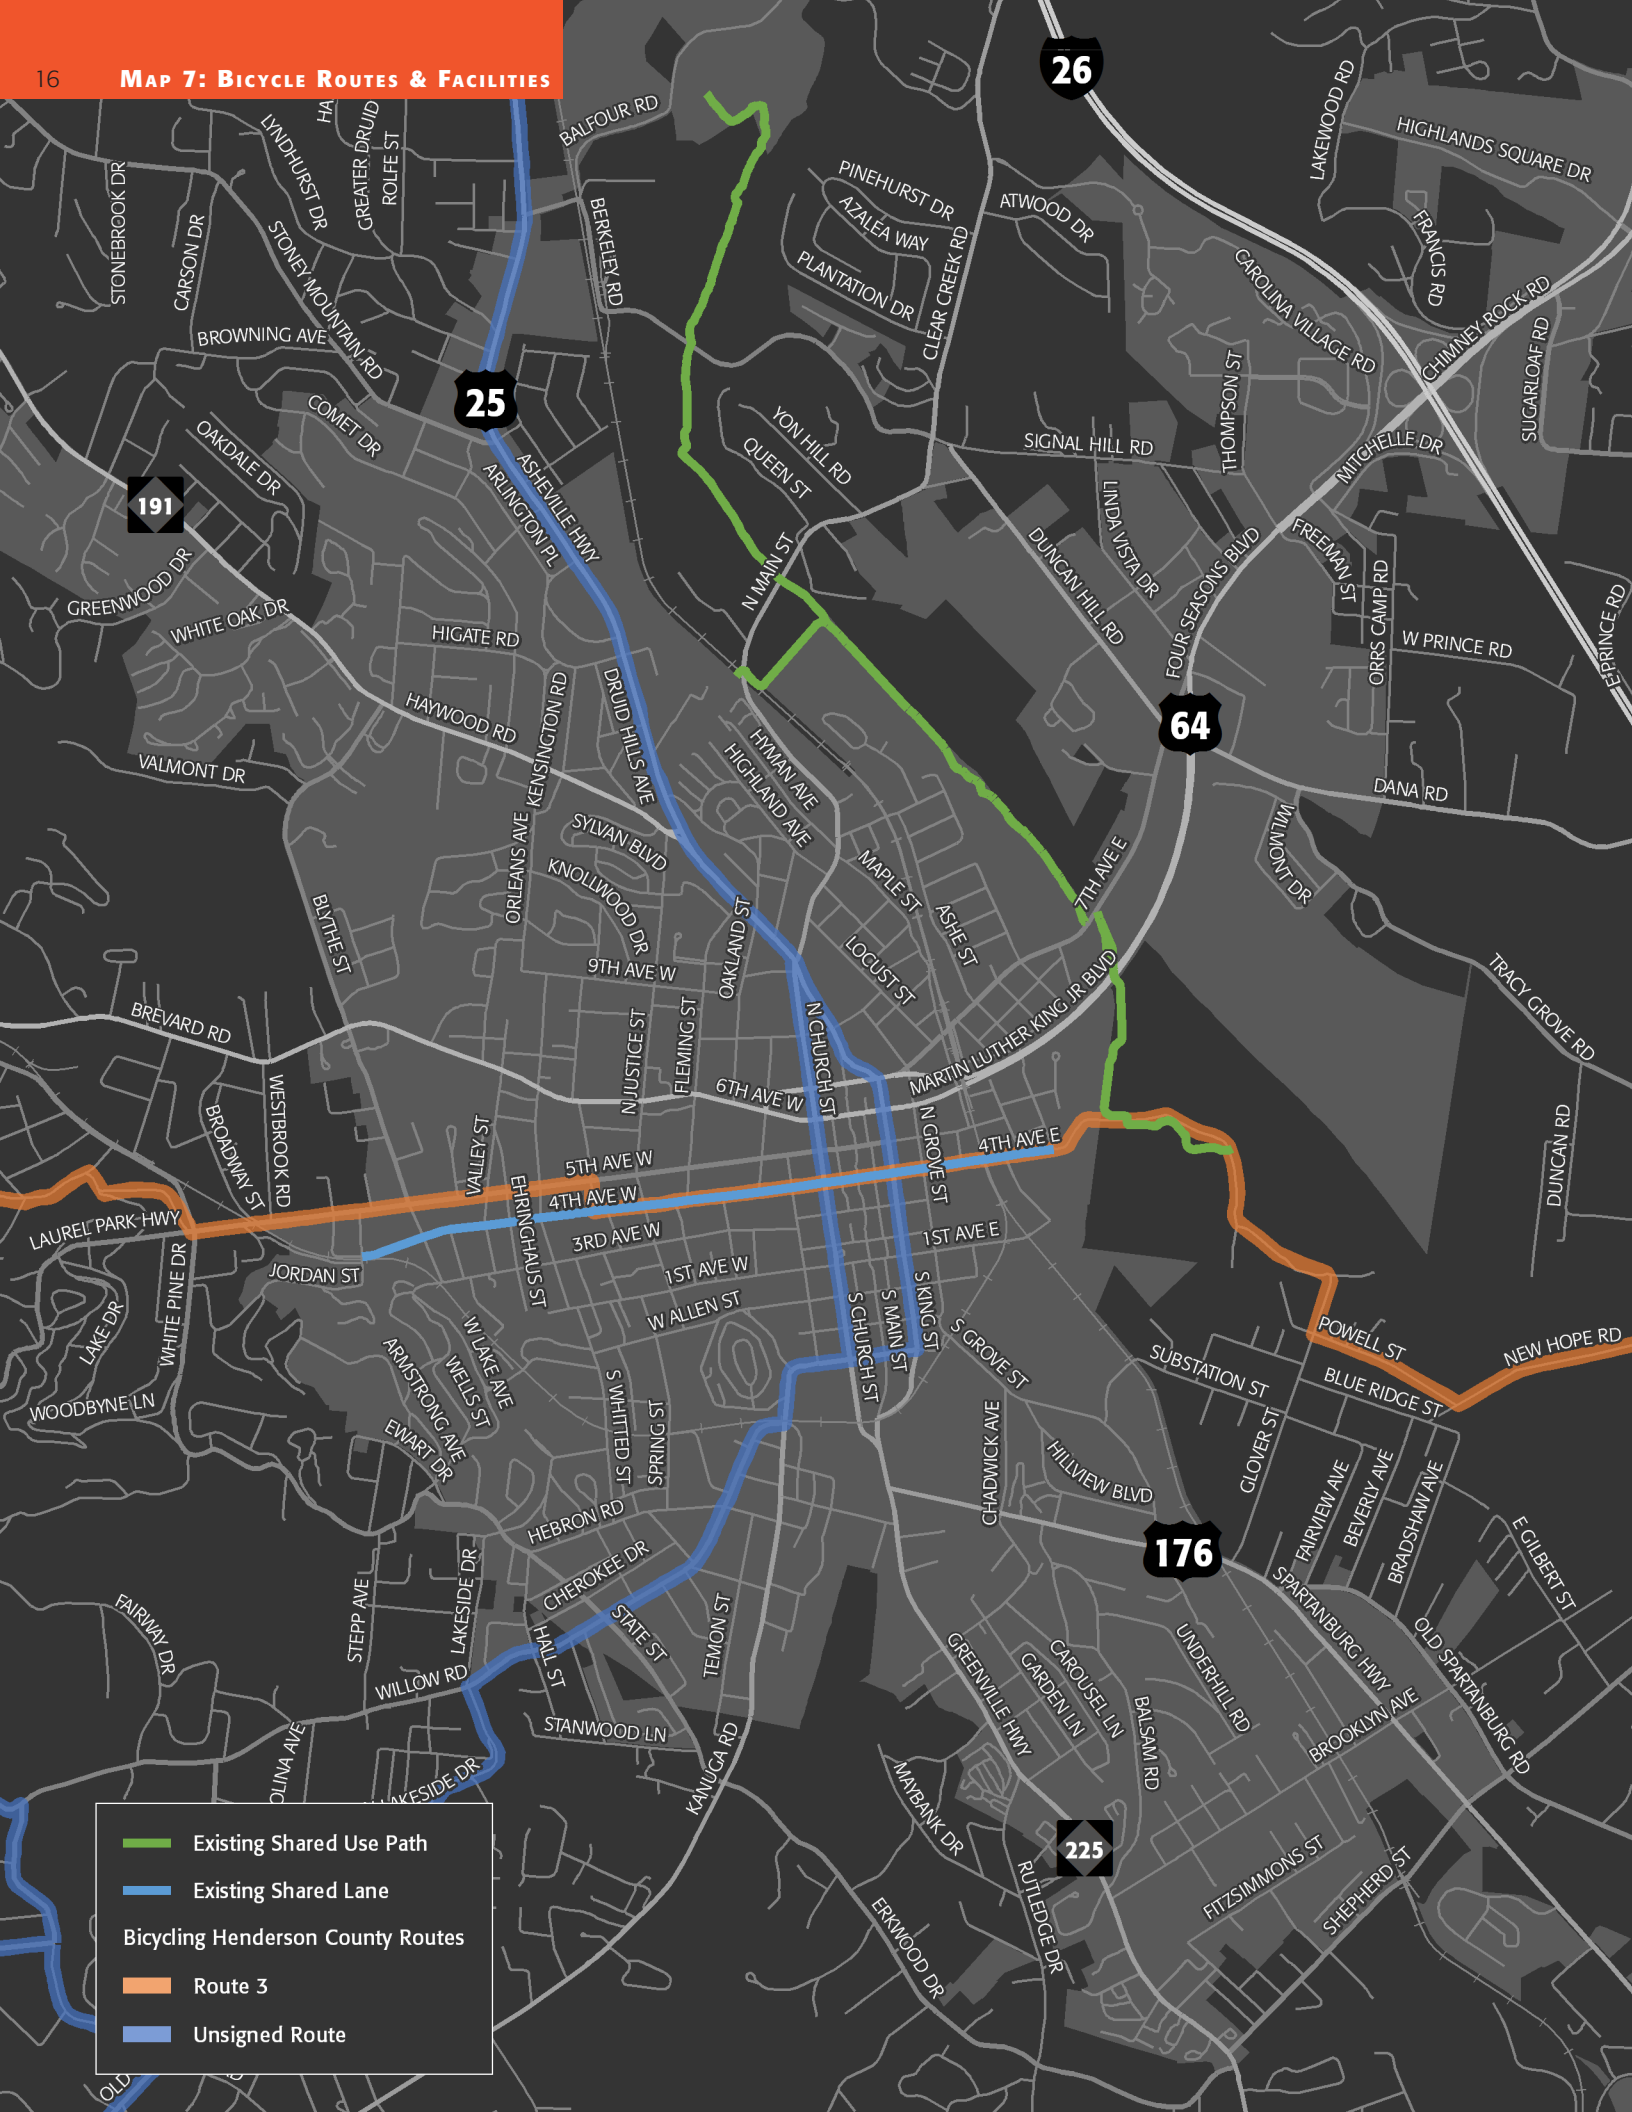 16
MAP 7: BICYCLE ROUTES & FACILITIES
26
BALFOUR RD
HA
LYNDHURST DR
GREATER DRUID
ROLFE ST
STONEBROOK DR
CARSON DR
STONEY MOUNTAIN RD
BERKELEY RD
PINEHURST DR
AZALEA WAY
PLANTATION DR
CLEAR CREEK RD
ATWOOD DR
LAKEWOOD RD
HIGHLANDS SQUARE DR
FRANCIS RD
CAROLINA VILLAGE RD
CHIMNEY ROCK RD
SUGARLOAF RD
BROWNING AVE
THOMPSON ST
25
COMET DR
OAKDALE DR
YON HILL RD
QUEEN ST
SIGNAL HILL RD
MITCHELLE DR
ASHEVILLE HWY
ARLINGTON PL
191
LINDA VISTA DR
DUNCAN HILL RD
FOUR SEASONS BLVD
FREEMAN ST
ORRS CAMP RD
N MAIN ST
GREENWOOD DR
WHITE OAK DR
HIGATE RD
W PRINCE RD
E PRINCE RD
HAYWOOD RD
KENSINGTON RD
DRUID HILLS AVE
64
HYMAN AVE
HIGHLAND AVE
VALMONT DR
DANA RD
ORLEANS AVE
SYLVAN BLVD
KNOLLWOOD DR
MAPLE ST
7TH AVE E
WILMONT DR
BLYTHE ST
OAKLAND ST
ASHE ST
LOCUST ST
9TH AVE W
TRACY GROVE RD
BREVARD RD
N JUSTICE ST
FLEMING ST
N CHURCH ST
MARTIN LUTHER KING JR BLVD
6TH AVE W
WESTBROOK RD
BROADWAY ST
VALLEY ST
N GROVE ST
4TH AVE E
DUNCAN RD
5TH AVE W
4TH AVE W
EHRINGHAUS ST
3RD AVE W
1ST AVE E
LAUREL PARK HWY
WHITE PINE DR
JORDAN ST
1ST AVE W
W ALLEN ST
S CHURCH ST
S MAIN ST
S KING ST
LAKE DR
W LAKE AVE
WELLS ST
ARMSTRONG AVE
S GROVE ST
POWELL ST
NEW HOPE RD
SUBSTATION ST
BLUE RIDGE ST
WOODBYNE LN
EWART DR
S WHITTED ST
SPRING ST
CHADWICK AVE
HILLVIEW BLVD
GLOVER ST
FAIRVIEW AVE
BEVERLY AVE
BRADSHAW AVE
HEBRON RD
176
E GILBERT ST
CHEROKEE DR
STEPP AVE
LAKESIDE DR
FAIRWAY DR
SPARTANBURG HWY
OLD SPARTANBURG RD
HALL ST
STATE ST
TEMON ST
GREENVILLE HWY
GARDEN LN
CAROUSEL LN
UNDERHILL RD
BALSAM RD
WILLOW RD
BROOKLYN AVE
STANWOOD LN
KANUGA RD
OLINA AVE
LAKESIDE DR
MAYBANK DR
225
RUTLEDGE DR
FITZSIMMONS ST
SHEPHERD ST
ERKWOOD DR
Existing Shared Use Path
Existing Shared Lane
Bicycling Henderson County Routes
Route 3
Unsigned Route
OLD